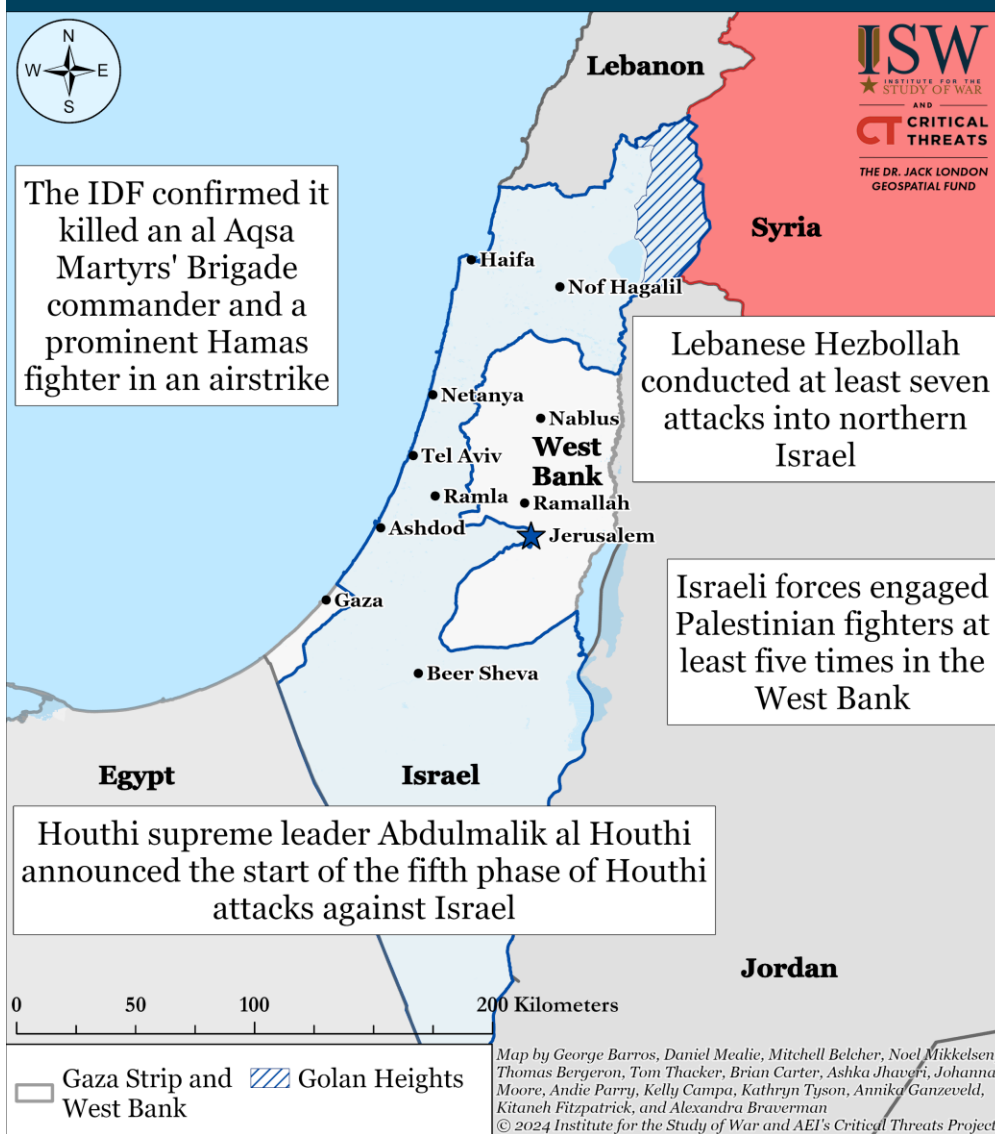 N
W E
S
Lebanon
ISW
INSTITUTE FOR THE
STUDY OF WAR
AND
CT CRITICAL
THREATS
THE DR. JACK LONDON
GEOSPATIAL FUND
The IDF confirmed it
killed an al Aqsa
Martyrs' Brigade
commander and a
prominent Hamas
fighter in an airstrike
Syria
Haifa
Nof Hagalil
Lebanese Hezbollah
conducted at least seven
attacks into northern
Israel
Netanya
Nablus
West
Bank
Tel Aviv
Ramla
Ramallah
Ashdod
Jerusalem
Israeli forces engaged
Palestinian fighters at
least five times in the
West Bank
Gaza
Beer Sheva
Egypt
Israel
Houthi supreme leader Abdulmalik al Houthi
announced the start of the fifth phase of Houthi
attacks against Israel
Jordan
0 50 100 200 Kilometers
Gaza Strip and
West Bank
Golan Heights
Map by George Barros, Daniel Mealie, Mitchell Belcher, Noel Mikkelsen
Thomas Bergeron, Tom Thacker, Brian Carter, Ashka Jhaveri, Johanna
Moore, Andie Parry, Kelly Campa, Kathryn Tyson, Annika Ganzeveld,
Kitaneh Fitzpatrick, and Alexandra Braverman
© 2024 Institute for the Study of War and AEI's Critical Threats Project